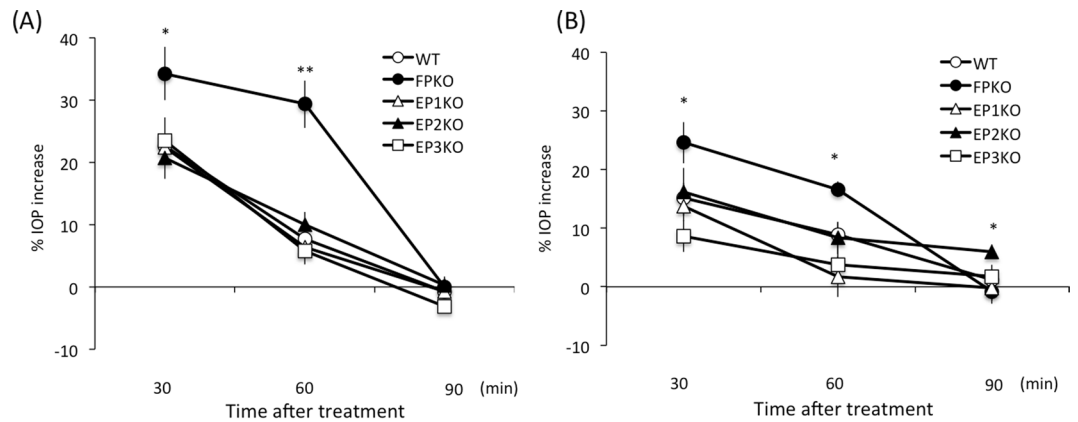 (A)
% IOP increase
40
30
20
10
0
-10
*
**
WT
FPKO
EP1KO
EP2KO
EP3KO
30 60 90 (min)
Time after treatment
(B)
% IOP increase
40
30
20
10
0
-10
*
*
*
WT
FPKO
EP1KO
EP2KO
EP3KO
30 60 90 (min)
Time after treatment